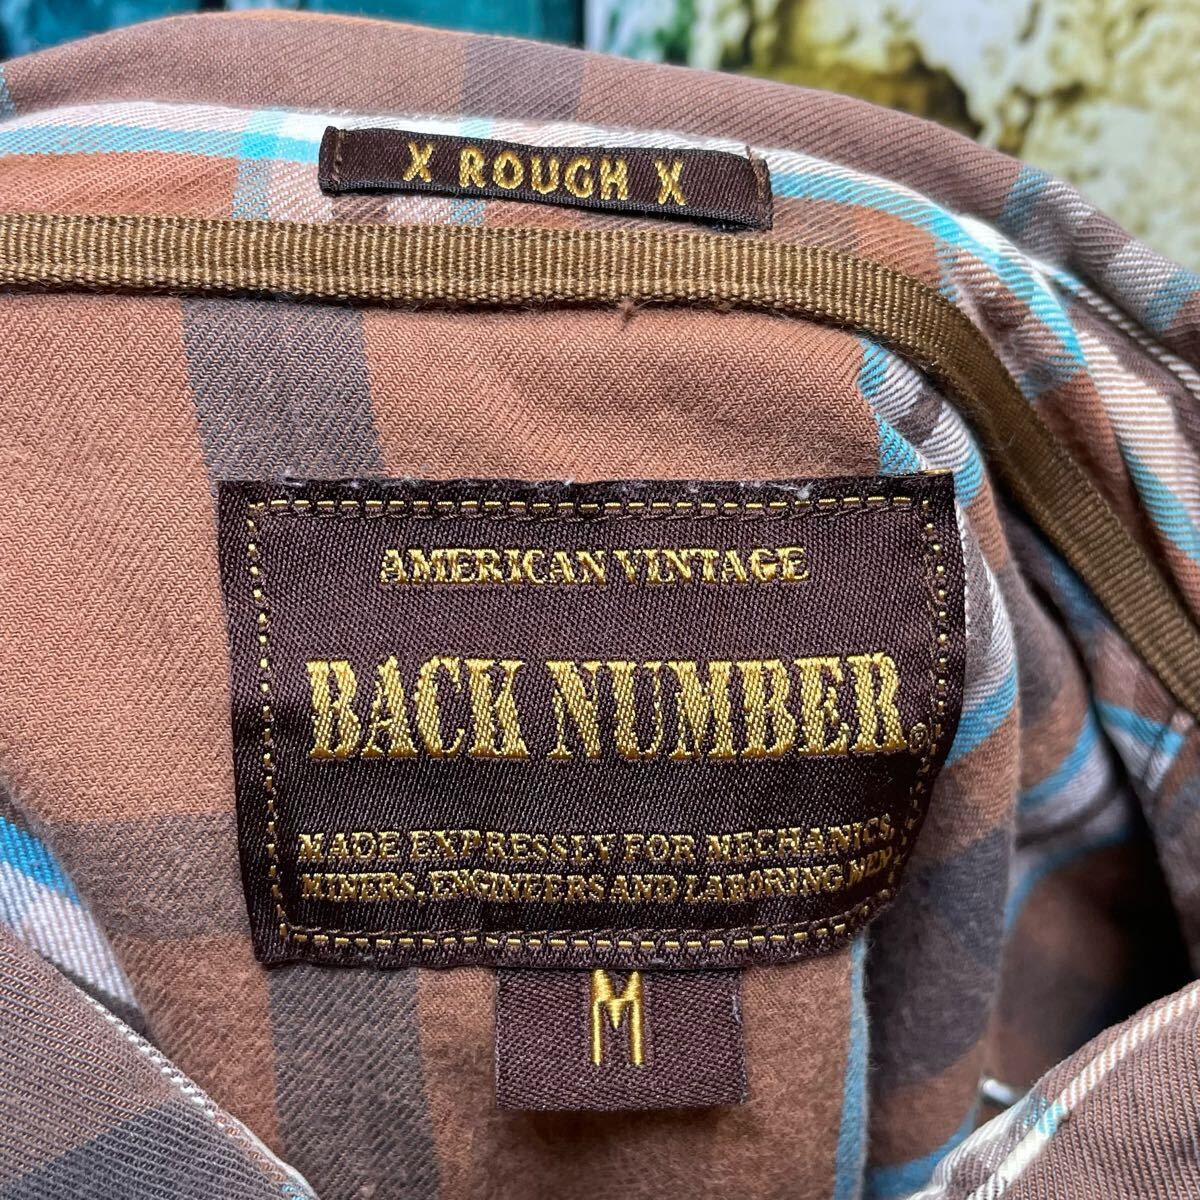 X ROUGH X
AMERICAN VINTAGE
BACK NUMBER®
MADE EXPRESSLY FOR MECHANICS,
MINERS, ENGINEERS AND LABORING MEN
M